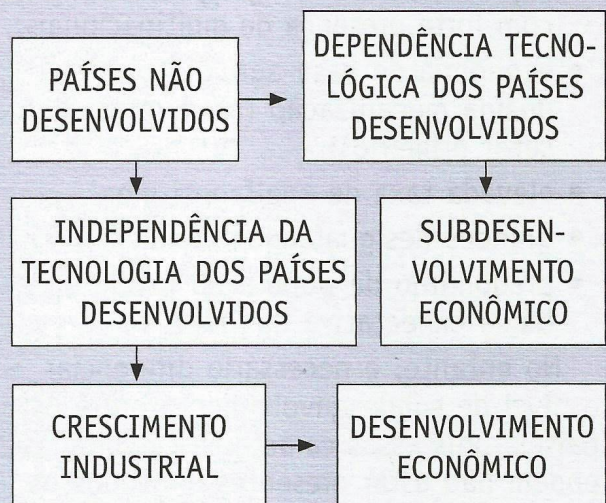 PAÍSES NÃO
DESENVOLVIDOS
DEPENDÊNCIA TECNO-
LÓGICA DOS PAÍSES
DESENVOLVIDOS
INDEPENDÊNCIA DA
TECNOLOGIA DOS PAÍSES
DESENVOLVIDOS
SUBDESEN-
VOLVIMENTO
ECONÔMICO
CRESCIMENTO
INDUSTRIAL
DESENVOLVIMENTO
ECONÔMICO